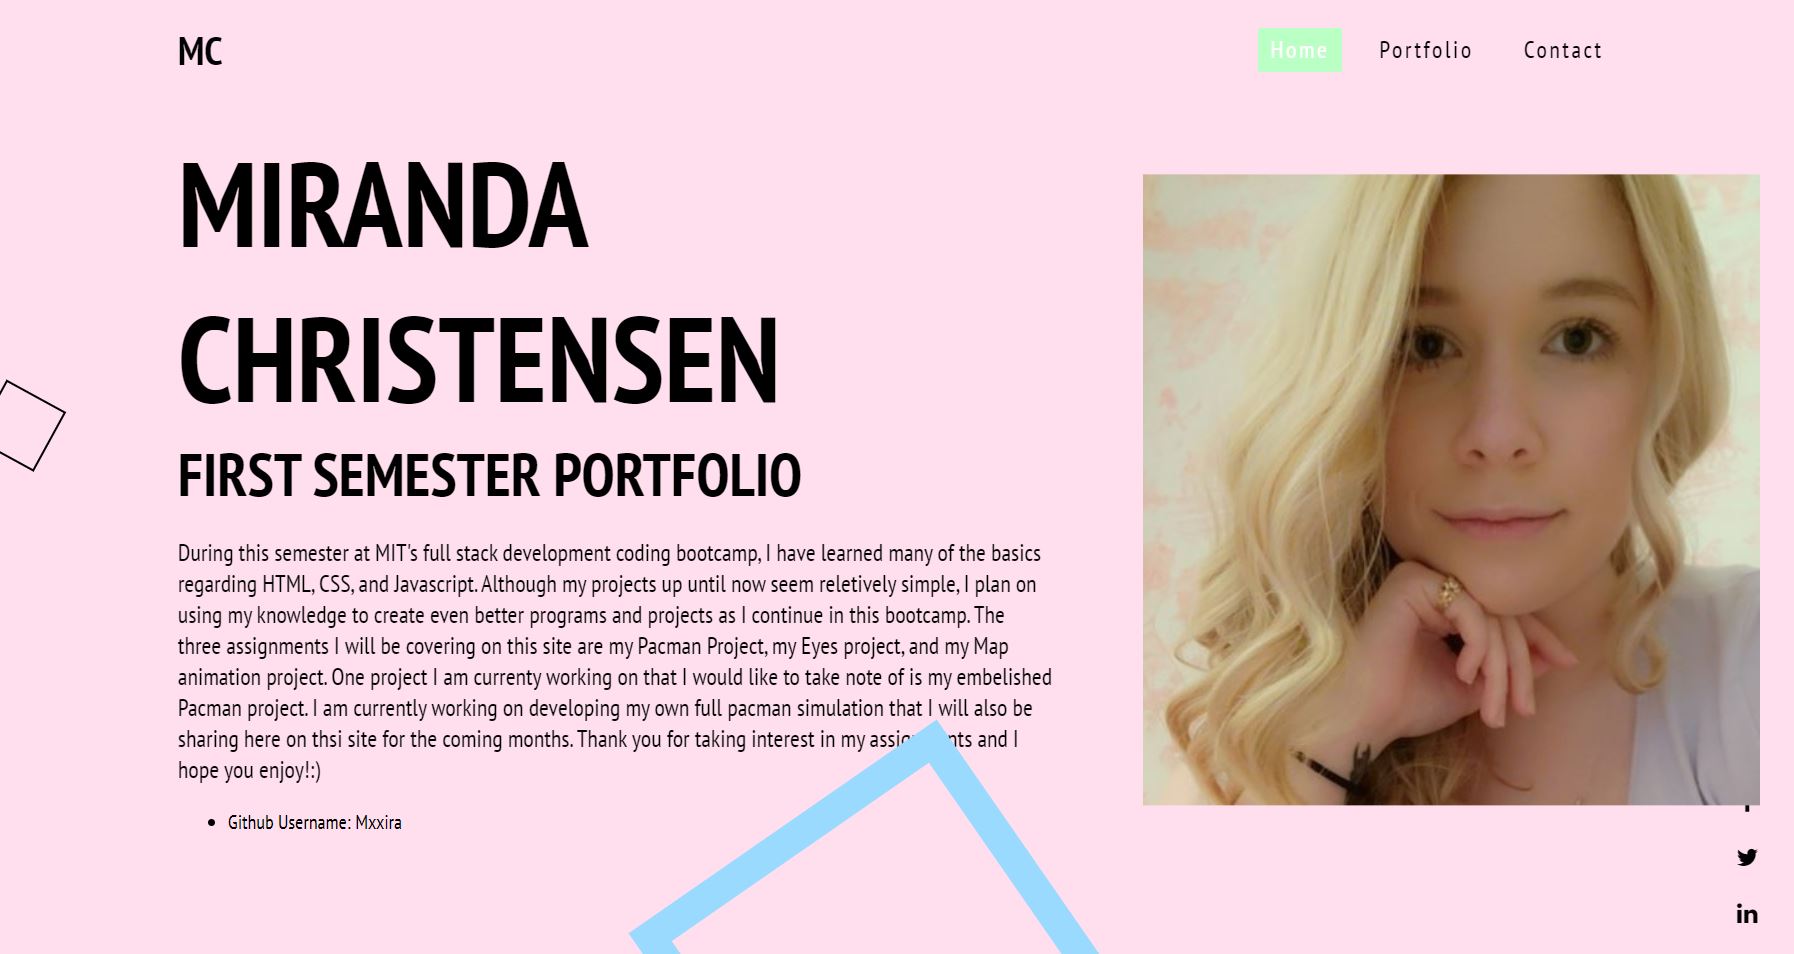 MC
Home Portfolio Contact
MIRANDA
CHRISTENSEN
FIRST SEMESTER PORTFOLIO
During this semester at MIT's full stack development coding bootcamp, I have learned many of the basics
regarding HTML, CSS, and Javascript. Although my projects up until now seem reletively simple, I plan on
using my knowledge to create even better programs and projects as I continue in this bootcamp. The
three assignments I will be covering on this site are my Pacman Project, my Eyes project, and my Map
animation project. One project I am currenty working on that I would like to take note of is my embelished
Pacman project. I am currently working on developing my own full pacman simulation that I will also be
sharing here on thsi site for the coming months. Thank you for taking interest in my and I
hope you enjoy!:)
• Github Username: Mxxira
in